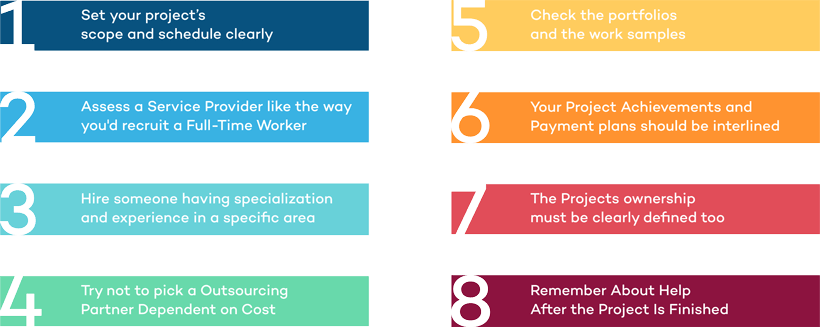 1
Set your project's
scope and schedule clearly
2
Assess a Service Provider like the way
you'd recruit a Full-Time Worker
3
Hire someone having specialization
and experience in a specific area
4
Try not to pick a Outsourcing
Partner Dependent on Cost
5
Check the portfolios
and the work samples
6
Your Project Achievements and
Payment plans should be interlined
7
The Projects ownership
must be clearly defined too
8
Remember About Help
After the Project Is Finished